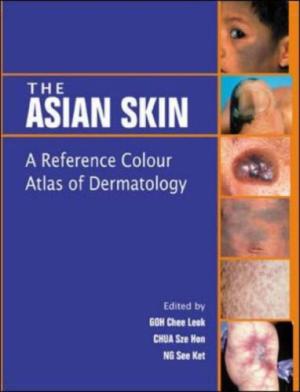 THE
ASIAN SKIN
A Reference Colour
Atlas of Dermatology
Edited by
GOH Chee Leok
CHUA Sze Hon
NG See Ket